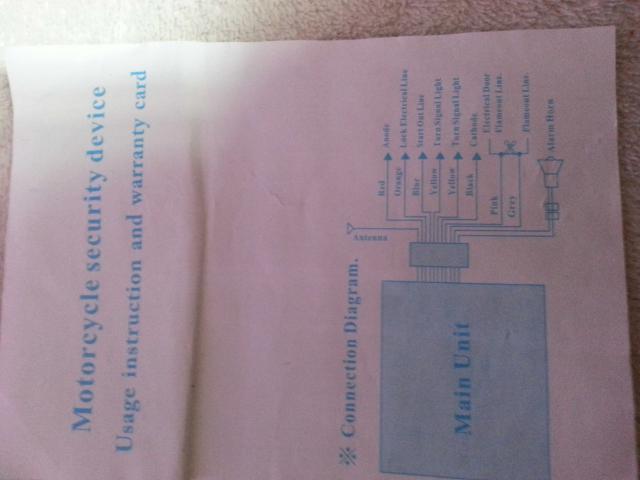 Motorcycle security device
Usage instruction and warranty card
※ Connection Diagram.
Antenna
Red
Anode
Orange
Lock Electrical Line
Blue
Start Out Line
Yellow
Turn Signal Light
Yellow
Turn Signal Light
Black
Cathode.
Pink
Electrical Door
Flameout Line.
Grey
Flameout Line.
Alarm Horn
Main Unit